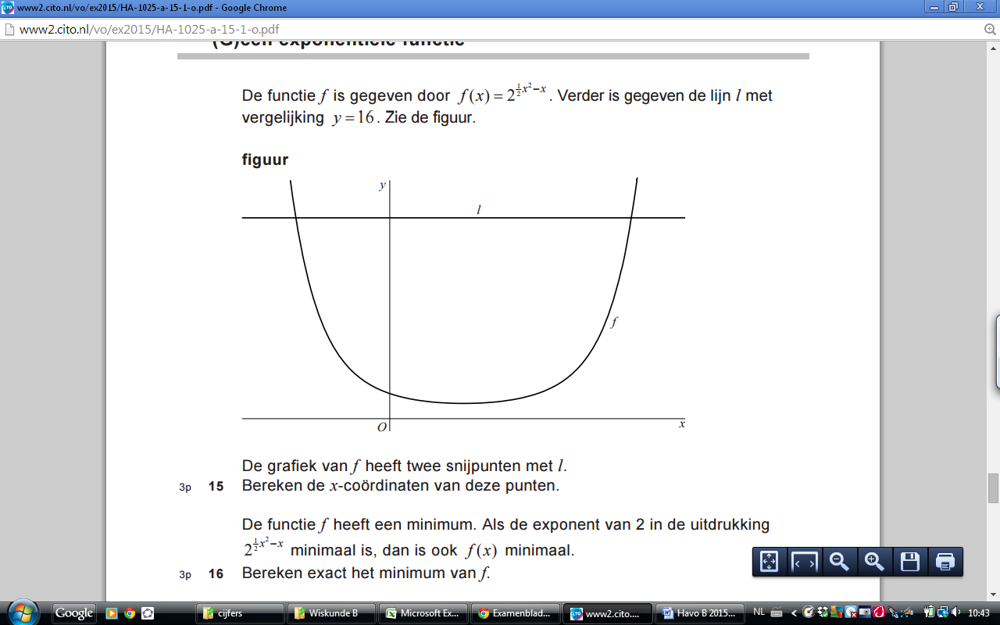 www2.cito.nl/vo/ex2015/HA-1025-a-15-1-o.pdf - Google Chrome
www2.cito.nl/vo/ex2015/HA-1025-a-15-1-o.pdf
(G)een exponentiële functie
De functie f is gegeven door f(x) = 2^{\frac{1}{2}x^2 - x}. Verder is gegeven de lijn l met
vergelijking y = 16. Zie de figuur.
figuur
y
l
f
O
x
De grafiek van f heeft twee snijpunten met l.
3p 15 Bereken de x-coördinaten van deze punten.
De functie f heeft een minimum. Als de exponent van 2 in de uitdrukking
2^{\frac{1}{2}x^2 - x} minimaal is, dan is ook f(x) minimaal.
3p 16 Bereken exact het minimum van f.
Google
cijfers
Wiskunde B
Microsoft Ex...
Examenblad...
www2.cito....
Havo B 2015...
NL
10:43